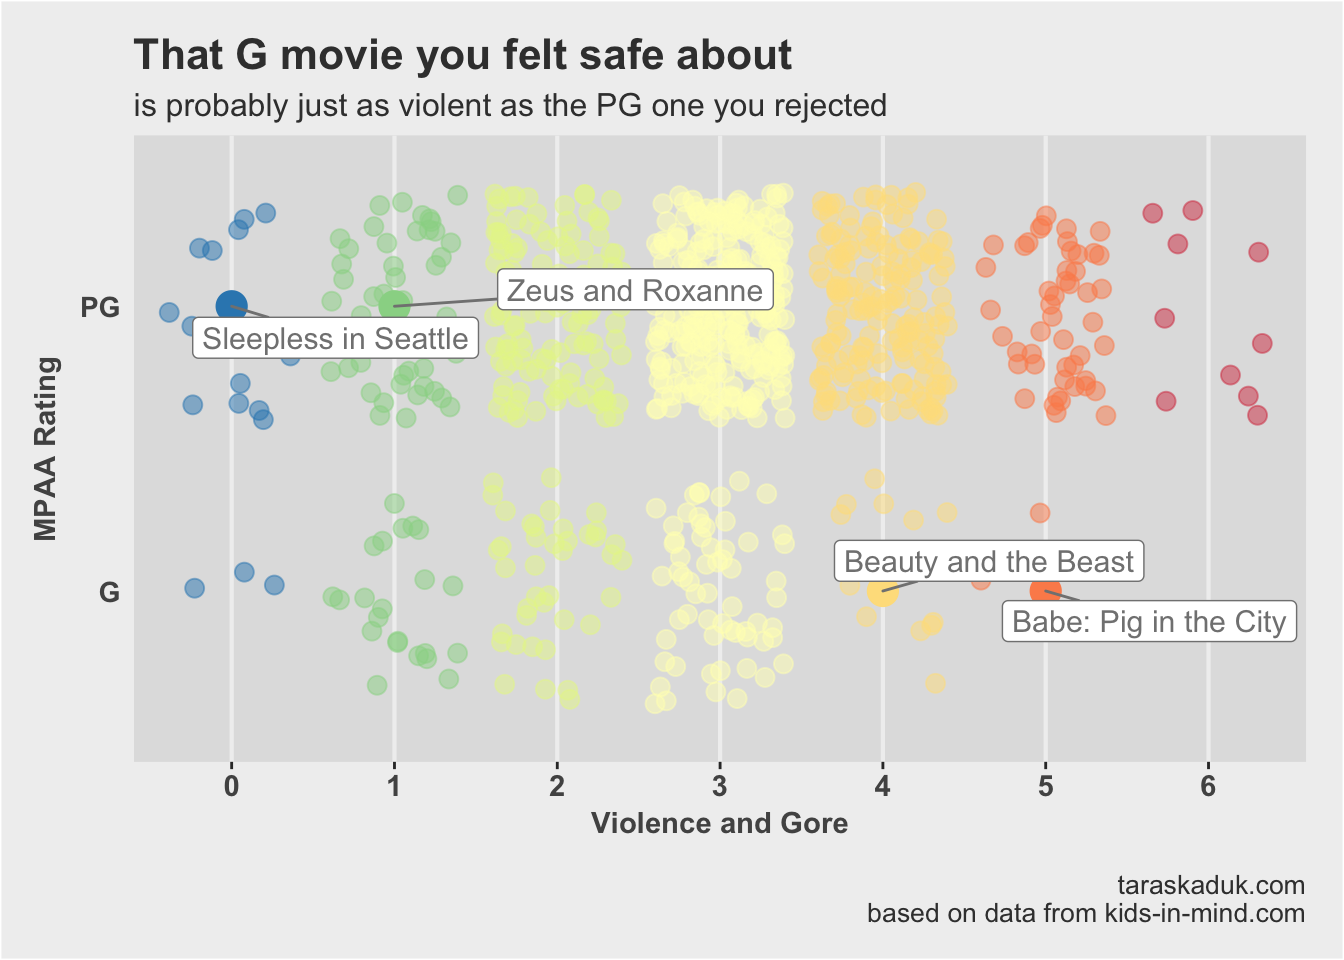 That G movie you felt safe about
is probably just as violent as the PG one you rejected
Zeus and Roxanne
PG
Sleepless in Seattle
MPAA Rating
Beauty and the Beast
G
Babe: Pig in the City
0 1 2 3 4 5 6
Violence and Gore
taraskaduk.com
based on data from kids-in-mind.com